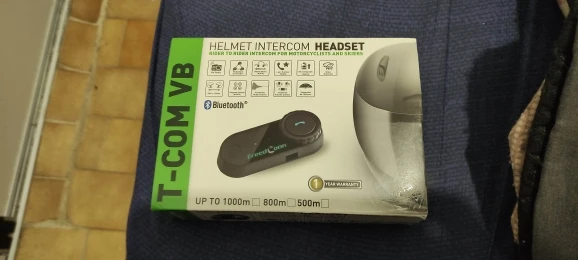 HELMET INTERCOM HEADSET
RIDER TO RIDER INTERCOM FOR MOTORCYCLISTS AND SKIERS
T-COM VB
Bluetooth®
FreedConn
1 YEAR WARRANTY
UP TO 1000m 800m 500m